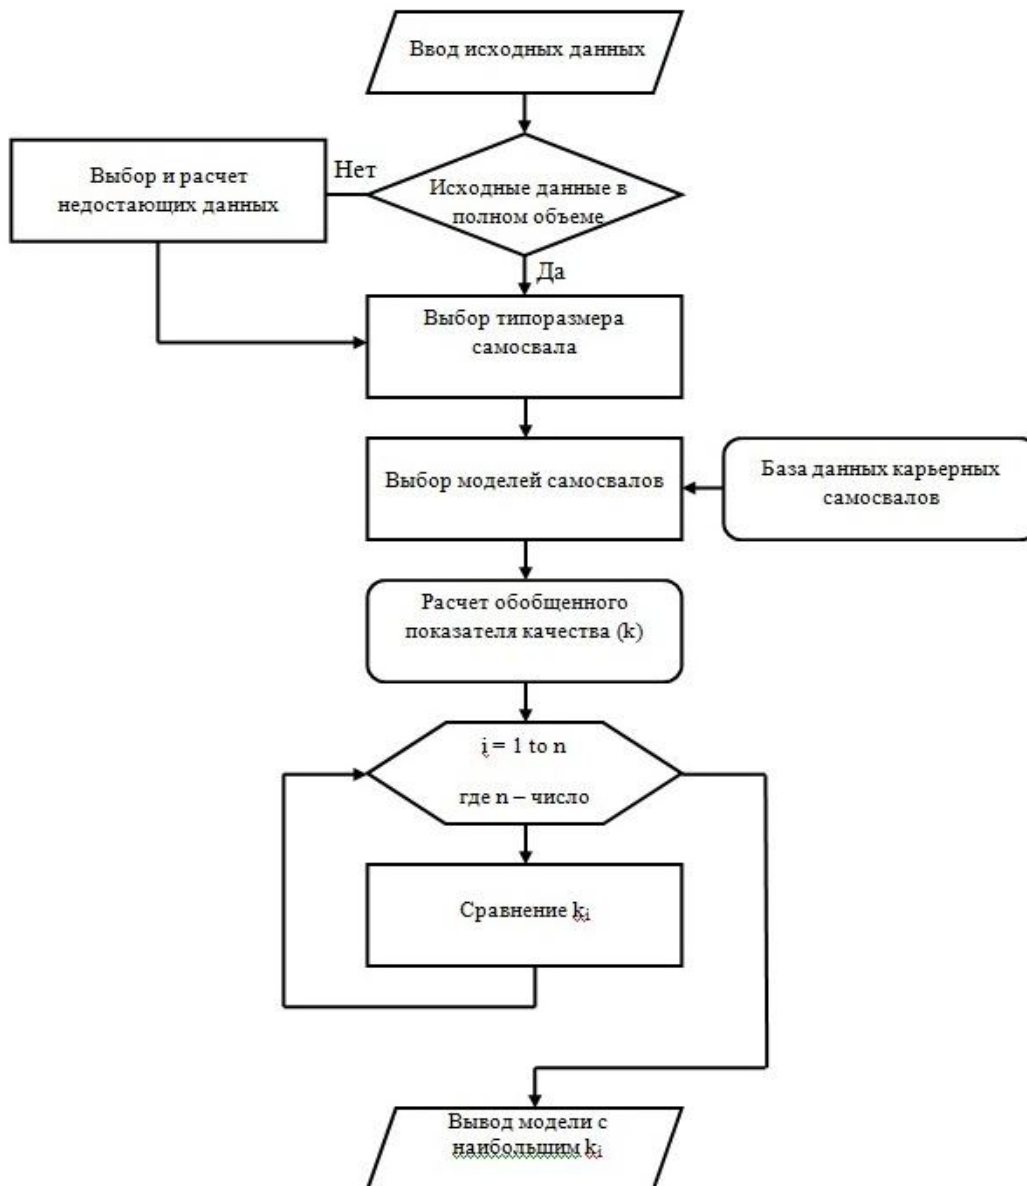 Ввод исходных данных
Исходные данные в
полном объеме
Нет
Выбор и расчет
недостающих данных
Да
Выбор типоразмера
самосвала
Выбор моделей самосвалов
База данных карьерных
самосвалов
Расчет обобщенного
показателя качества (k)
i = 1 to n
где n – число
Сравнение kᵢ
Вывод модели с
наибольшим kᵢ